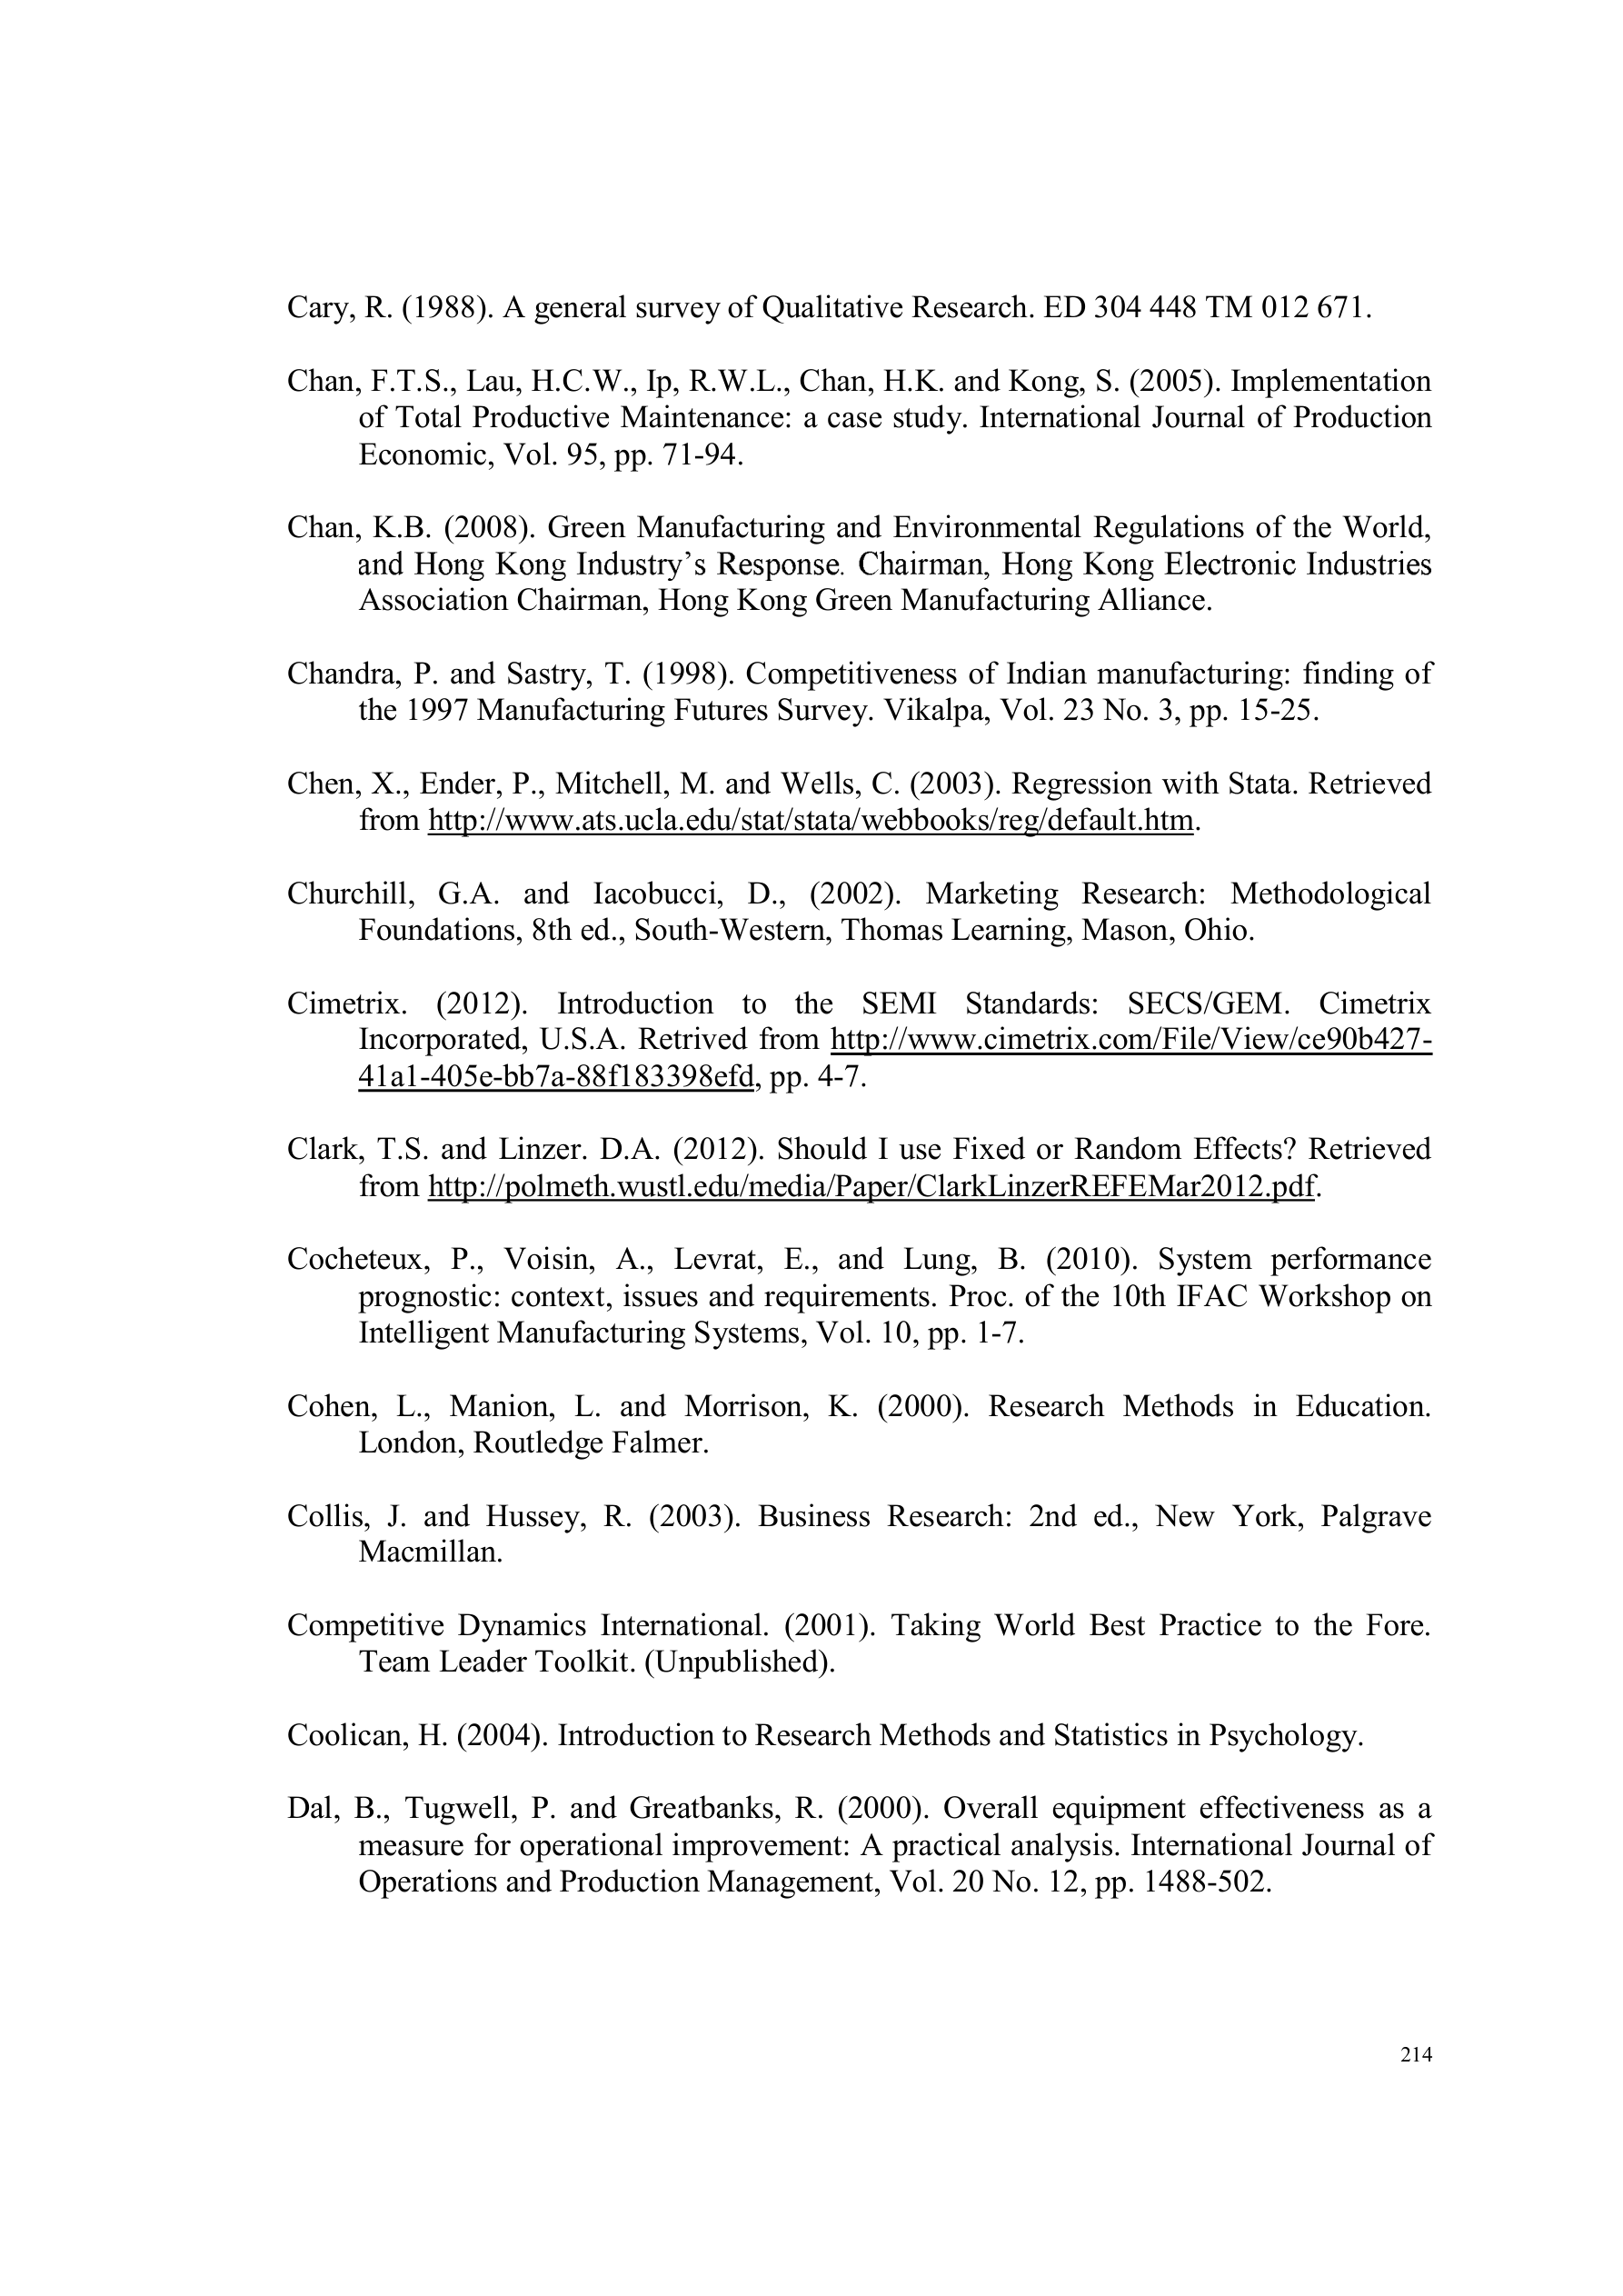 Cary, R. (1988). A general survey of Qualitative Research. ED 304 448 TM 012 671.
Chan, F.T.S., Lau, H.C.W., Ip, R.W.L., Chan, H.K. and Kong, S. (2005). Implementation
of Total Productive Maintenance: a case study. International Journal of Production
Economic, Vol. 95, pp. 71-94.
Chan, K.B. (2008). Green Manufacturing and Environmental Regulations of the World,
and Hong Kong Industry’s Response. Chairman, Hong Kong Electronic Industries
Association Chairman, Hong Kong Green Manufacturing Alliance.
Chandra, P. and Sastry, T. (1998). Competitiveness of Indian manufacturing: finding of
the 1997 Manufacturing Futures Survey. Vikalpa, Vol. 23 No. 3, pp. 15-25.
Chen, X., Ender, P., Mitchell, M. and Wells, C. (2003). Regression with Stata. Retrieved
from http://www.ats.ucla.edu/stat/stata/webbooks/reg/default.htm.
Churchill, G.A. and Iacobucci, D., (2002). Marketing Research: Methodological
Foundations, 8th ed., South-Western, Thomas Learning, Mason, Ohio.
Cimetrix. (2012). Introduction to the SEMI Standards: SECS/GEM. Cimetrix
Incorporated, U.S.A. Retrived from http://www.cimetrix.com/File/View/ce90b427-
41a1-405e-bb7a-88f183398efd, pp. 4-7.
Clark, T.S. and Linzer. D.A. (2012). Should I use Fixed or Random Effects? Retrieved
from http://polmeth.wustl.edu/media/Paper/ClarkLinzerREFEMar2012.pdf.
Cocheteux, P., Voisin, A., Levrat, E., and Lung, B. (2010). System performance
prognostic: context, issues and requirements. Proc. of the 10th IFAC Workshop on
Intelligent Manufacturing Systems, Vol. 10, pp. 1-7.
Cohen, L., Manion, L. and Morrison, K. (2000). Research Methods in Education.
London, Routledge Falmer.
Collis, J. and Hussey, R. (2003). Business Research: 2nd ed., New York, Palgrave
Macmillan.
Competitive Dynamics International. (2001). Taking World Best Practice to the Fore.
Team Leader Toolkit. (Unpublished).
Coolican, H. (2004). Introduction to Research Methods and Statistics in Psychology.
Dal, B., Tugwell, P. and Greatbanks, R. (2000). Overall equipment effectiveness as a
measure for operational improvement: A practical analysis. International Journal of
Operations and Production Management, Vol. 20 No. 12, pp. 1488-502.
214